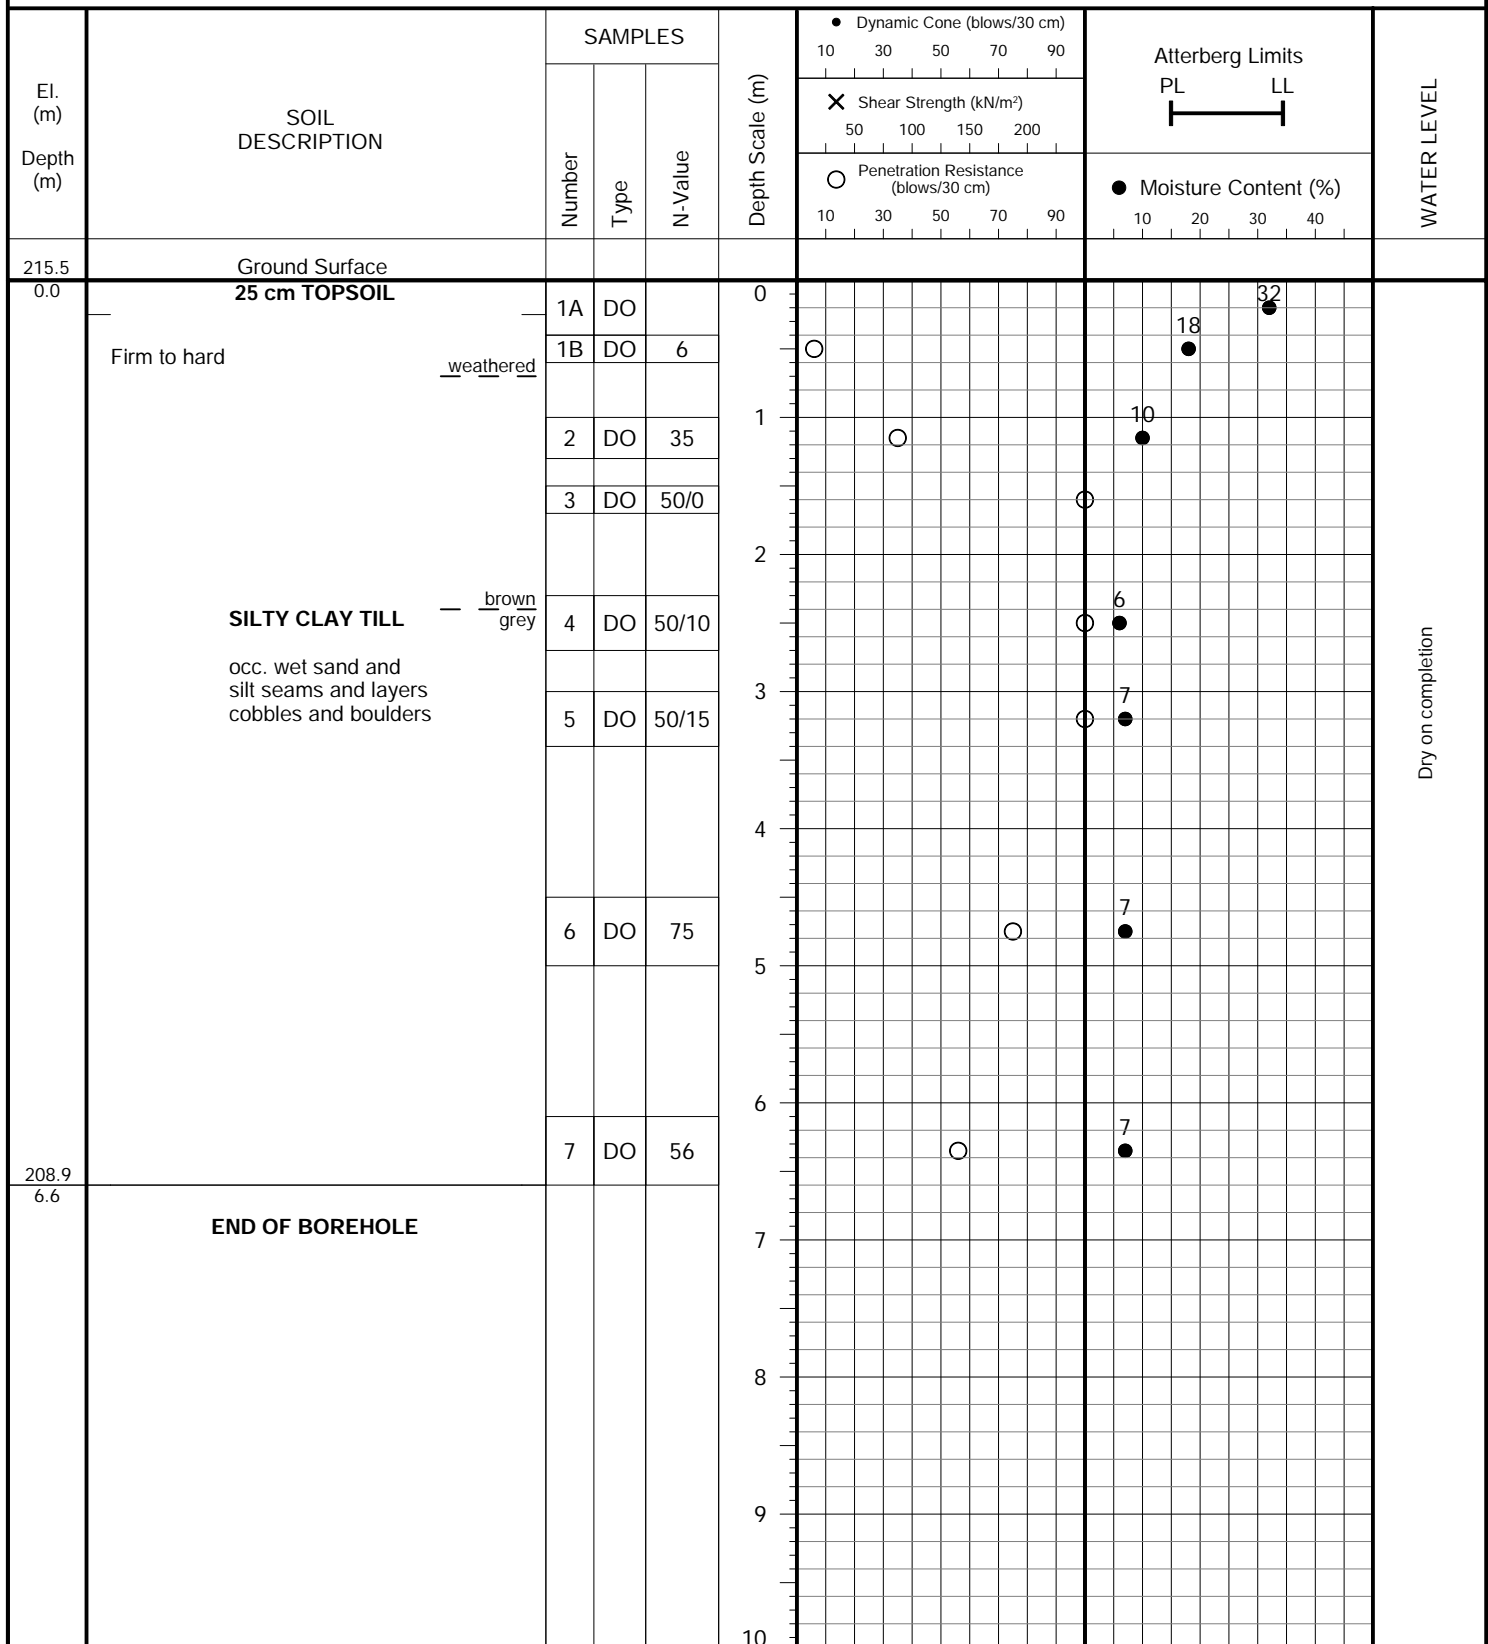 El.
(m)
Depth
(m)
SOIL
DESCRIPTION
SAMPLES
Number
Type
N-Value
Depth Scale (m)
Dynamic Cone (blows/30 cm)
10 30 50 70 90
Shear Strength (kN/m²)
50 100 150 200
Penetration Resistance
(blows/30 cm)
10 30 50 70 90
Atterberg Limits
PL LL
Moisture Content (%)
10 20 30 40
WATER LEVEL
215.5 Ground Surface
0.0 25 cm TOPSOIL
0
1A DO
32
18
Firm to hard
1B DO 6
weathered
1
10
2 DO 35
3 DO 50/0
2
brown
6
SILTY CLAY TILL
grey
4 DO 50/10
occ. wet sand and
silt seams and layers
cobbles and boulders
3
7
5 DO 50/15
Dry on completion
4
7
6 DO 75
5
6
7
7 DO 56
208.9
6.6
END OF BOREHOLE
7
8
9
10